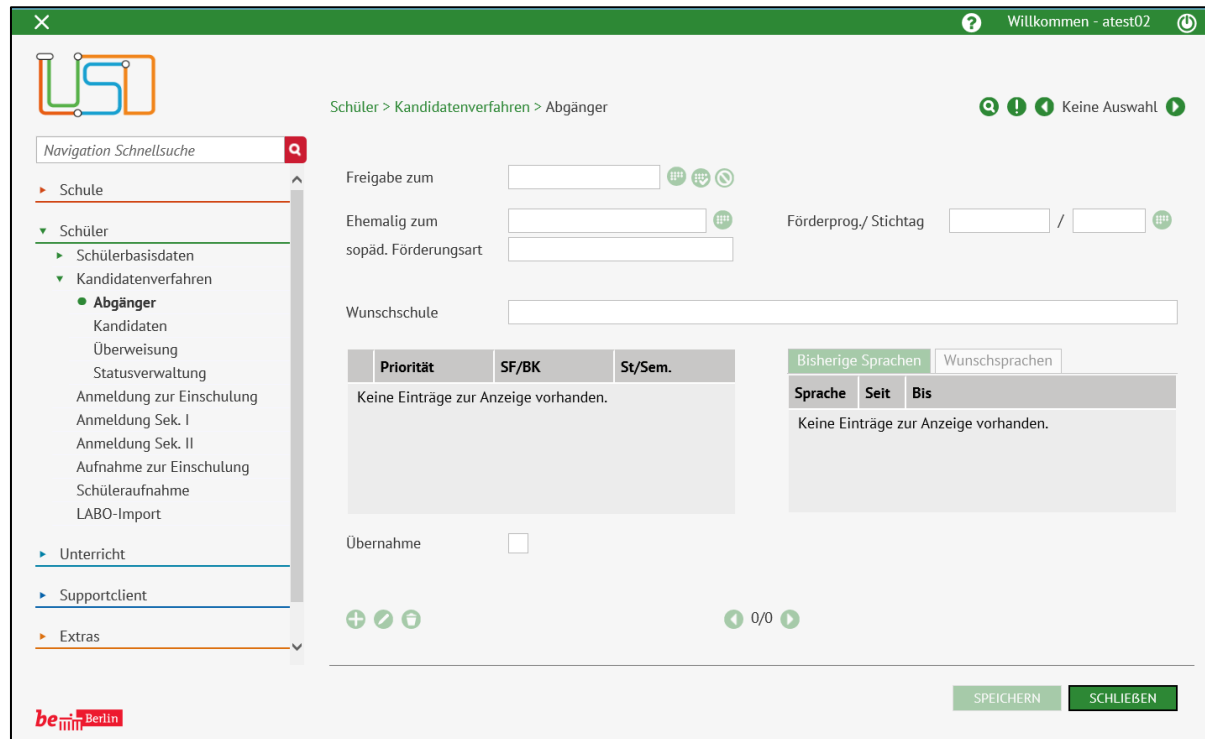 Willkommen - atest02
LUSD
Schüler > Kandidatenverfahren > Abgänger
Keine Auswahl
Navigation Schnellsuche
Schule
Schüler
Schülerbasisdaten
Kandidatenverfahren
Abgänger
Kandidaten
Überweisung
Statusverwaltung
Anmeldung zur Einschulung
Anmeldung Sek. I
Anmeldung Sek. II
Aufnahme zur Einschulung
Schüleraufnahme
LABO-Import
Unterricht
Supportclient
Extras
be Berlin
Freigabe zum
Ehemalig zum
Förderprog./ Stichtag /
sopäd. Förderungsart
Wunschschule
Priorität SF/BK St/Sem.
Keine Einträge zur Anzeige vorhanden.
Bisherige Sprachen Wunschsprachen
Sprache Seit Bis
Keine Einträge zur Anzeige vorhanden.
Übernahme
0/0
SPEICHERN SCHLIEẞEN